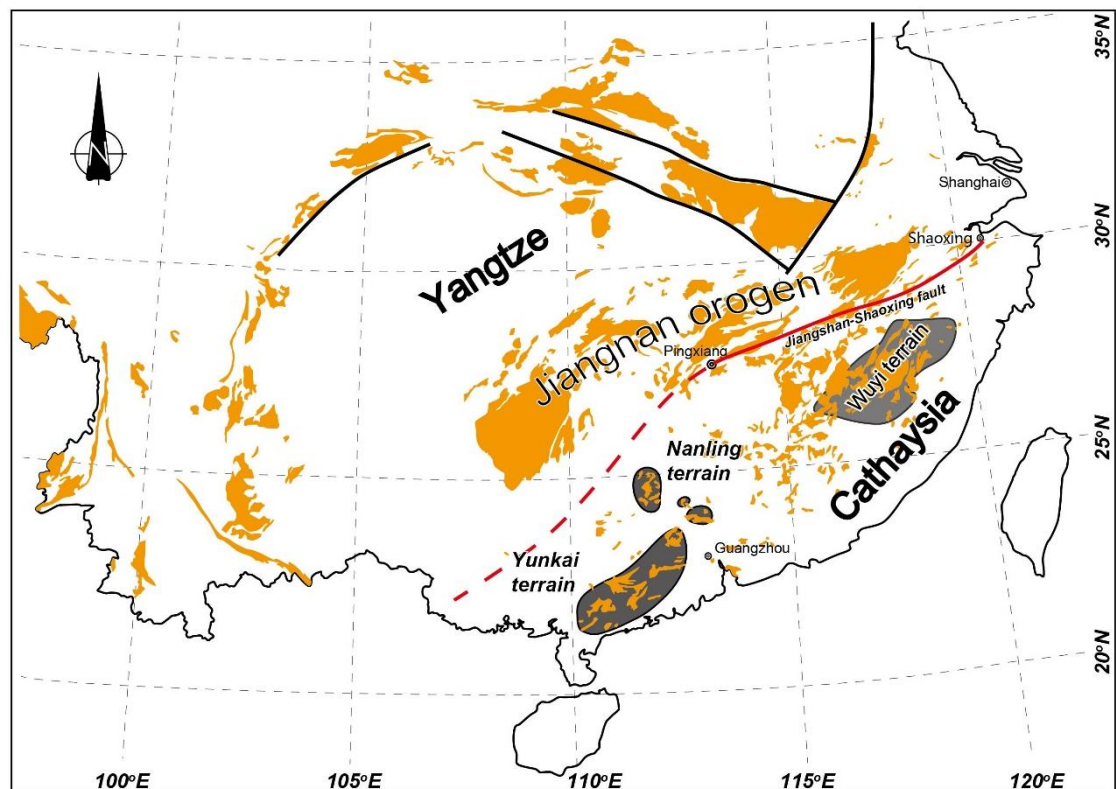 35°N
N
Shanghai
30°N
Shaoxing
Yangtze
Jiangnan orogen
Jiangshan-Shaoxing fault
Pingxiang
Wuyi terrain
Cathaysia
25°N
Nanling
terrain
Guangzhou
Yunkai
terrain
20°N
100°E
105°E
110°E
115°E
120°E